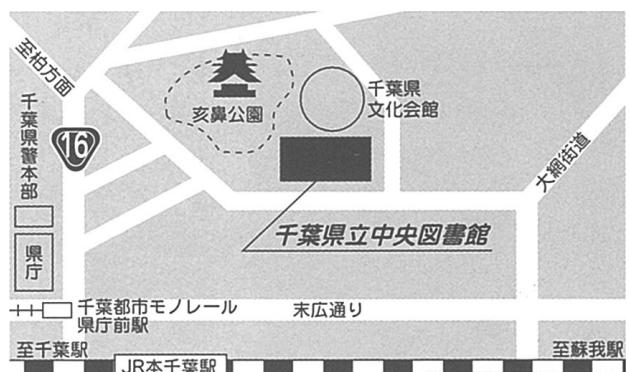 至柏方面
16
千葉県警本部
県庁
亥鼻公園
千葉県
文化会館
大網街道
千葉県立中央図書館
千葉都市モノレール
県庁前駅
末広通り
至千葉駅
至蘇我駅
JR本千葉駅